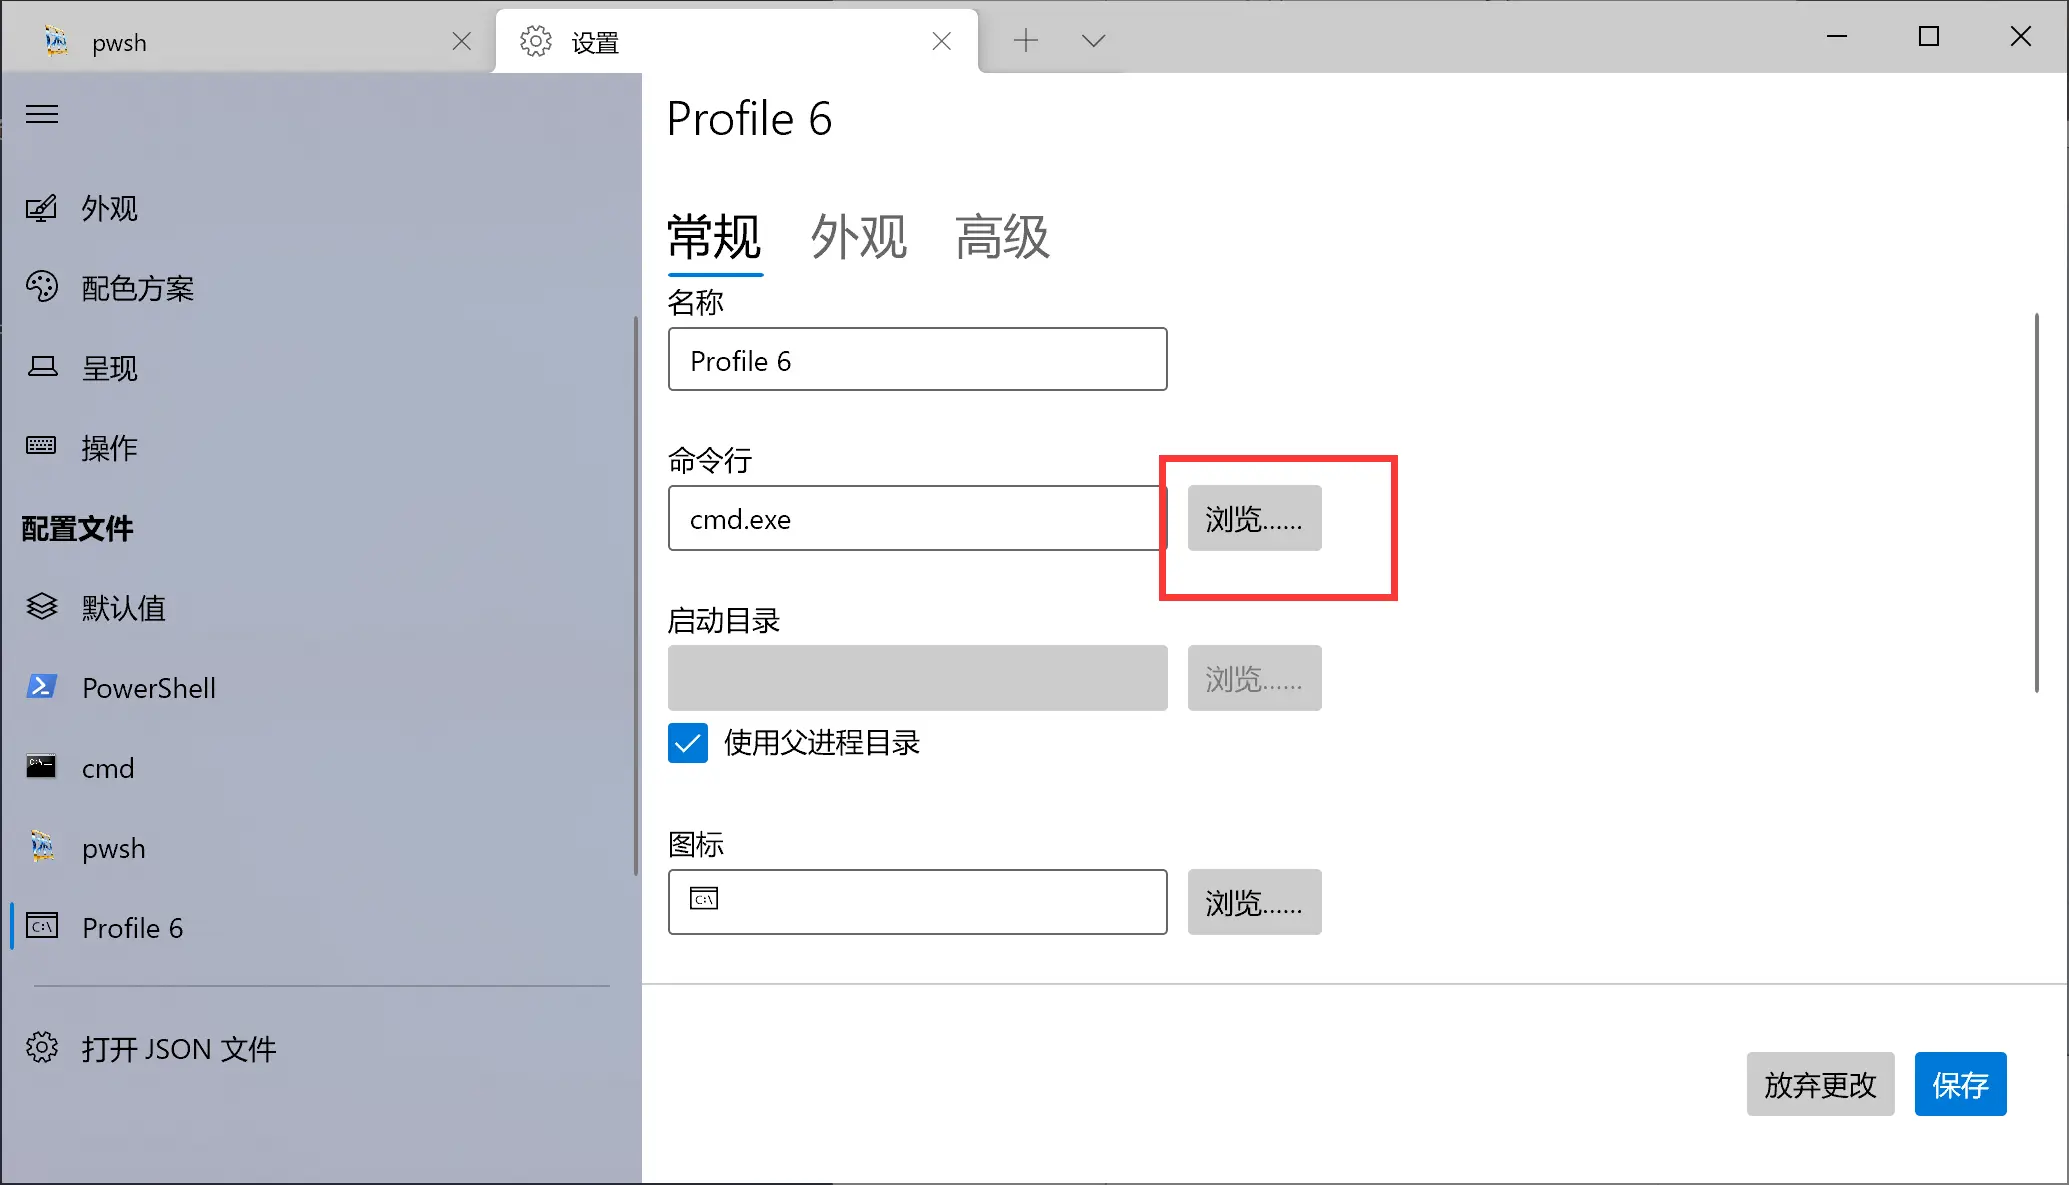 pwsh
设置
外观
配色方案
呈现
操作
配置文件
默认值
PowerShell
cmd
pwsh
Profile 6
打开 JSON 文件
Profile 6
常规 外观 高级
名称
Profile 6
命令行
cmd.exe
浏览......
启动目录
浏览......
使用父进程目录
图标
浏览......
放弃更改 保存